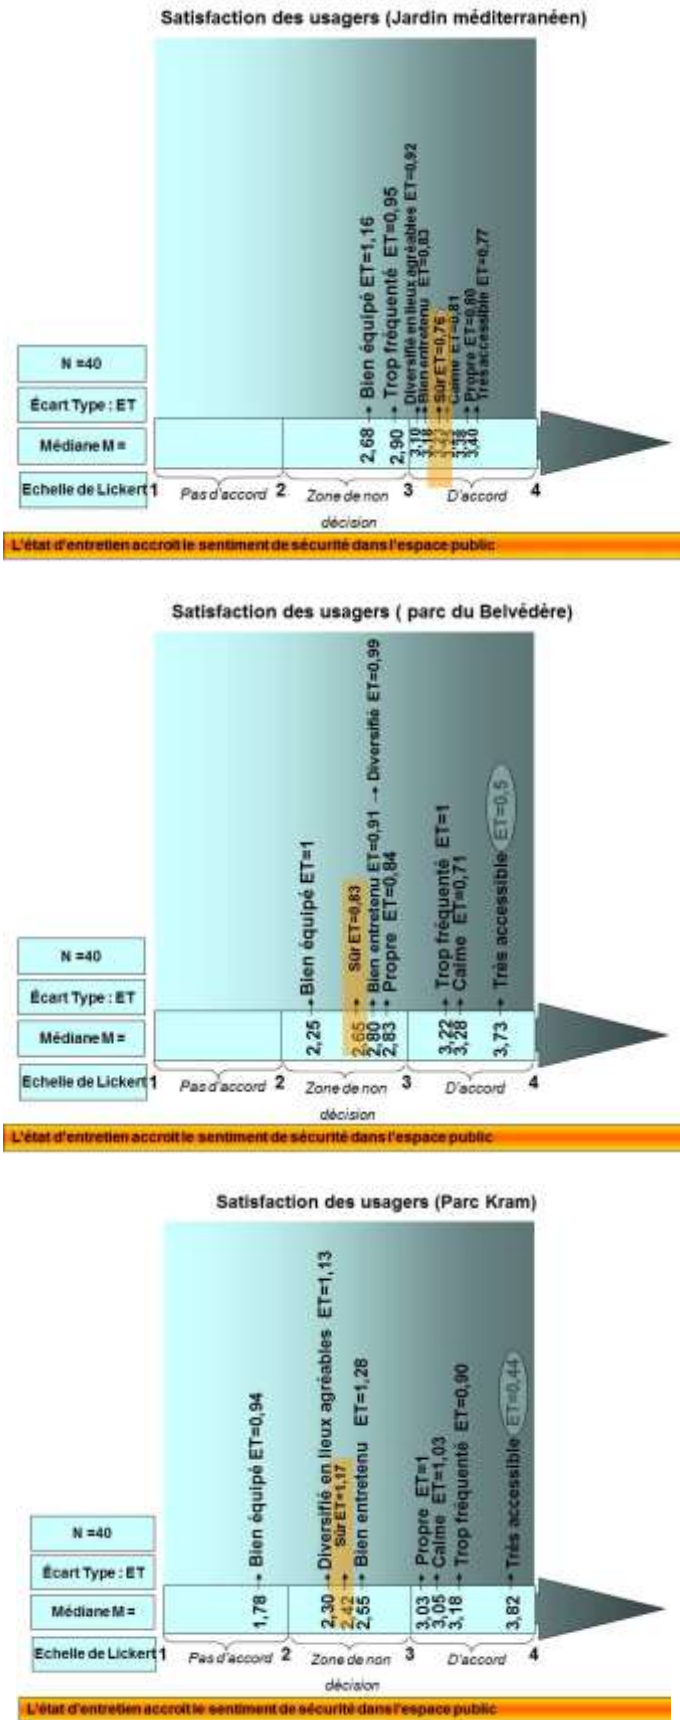 Satisfaction des usagers (Jardin méditerranéen)
Bien équipé ET=1,16
Trop fréquenté ET=0,95
Diversifié en lieux agréables ET=0,92
Bien entretenu ET=0,83
Sûr ET=0,76
Calme ET=0,81
Propre ET=0,80
Très accessible ET=0,77
N =40
Écart Type : ET
Médiane M =
2,68
2,90
3,10
3,18
3,38
3,40
Echelle de Lickert 1 2 3 4
Pas d'accord
Zone de non décision
D'accord
L'état d'entretien accroît le sentiment de sécurité dans l'espace public
Satisfaction des usagers ( parc du Belvédère)
Bien équipé ET=1
Sûr ET=0,83
Bien entretenu ET=0,91 → Diversifié ET=0,99
Propre ET=0,84
Trop fréquenté ET=1
Calme ET=0,71
Très accessible ET=0,5
N =40
Écart Type : ET
Médiane M =
2,25
2,65
2,80
2,83
3,22
3,28
3,73
Echelle de Lickert 1 2 3 4
Pas d'accord
Zone de non décision
D'accord
L'état d'entretien accroît le sentiment de sécurité dans l'espace public
Satisfaction des usagers (Parc Kram)
Bien équipé ET=0,94
Diversifié en lieux agréables ET=1,13
Sûr ET=1,17
Bien entretenu ET=1,28
Propre ET=1
Calme ET=1,03
Trop fréquenté ET=0,90
Très accessible ET=0,44
N =40
Écart Type : ET
Médiane M =
1,78
2,30
2,42
2,55
3,03
3,05
3,18
3,82
Echelle de Lickert 1 2 3 4
Pas d'accord
Zone de non décision
D'accord
L'état d'entretien accroît le sentiment de sécurité dans l'espace public